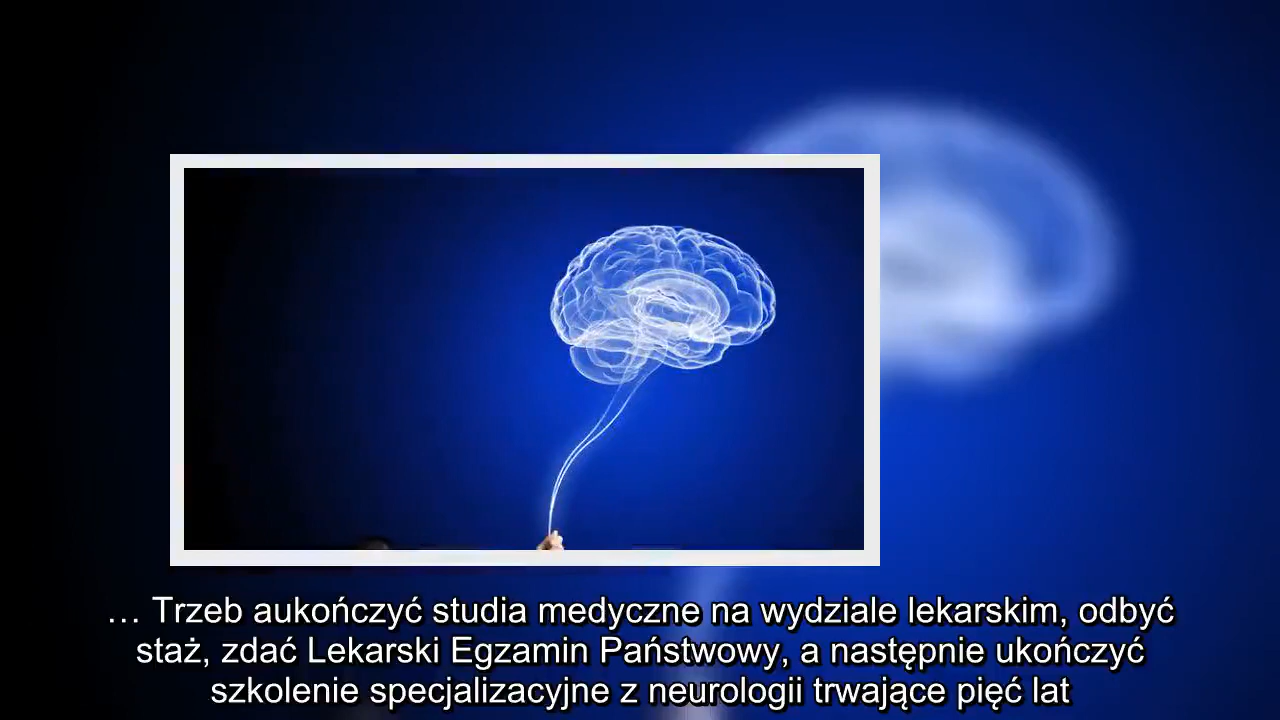 … Trzeb aukończyć studia medyczne na wydziale lekarskim, odbyć
staż, zdać Lekarski Egzamin Państwowy, a następnie ukończyć
szkolenie specjalizacyjne z neurologii trwające pięć lat